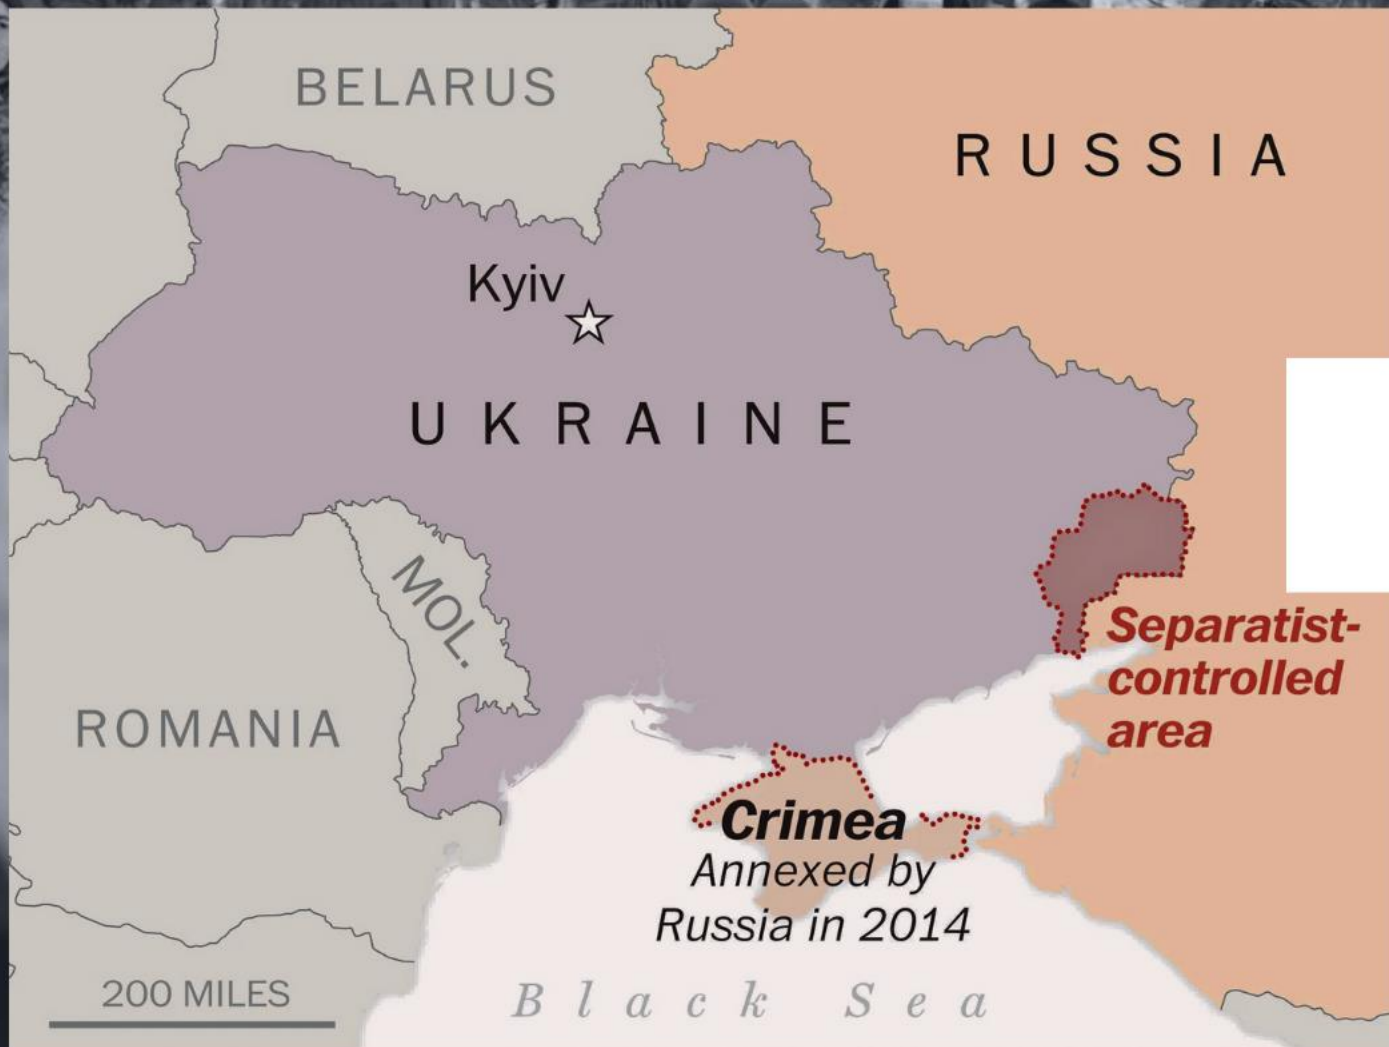 BELARUS
RUSSIA
Kyiv
UKRAINE
MOL.
Separatist-
controlled
area
ROMANIA
Crimea
Annexed by
Russia in 2014
200 MILES
Black Sea